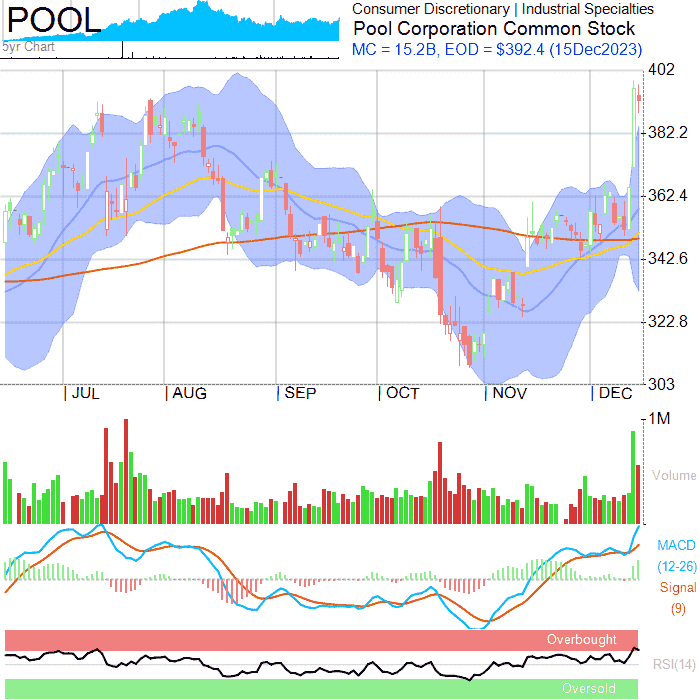 POOL
5yr Chart
Consumer Discretionary | Industrial Specialties
Pool Corporation Common Stock
MC = 15.2B, EOD = $392.4 (15Dec2023)
402
382.2
362.4
342.6
322.8
303
| JUL | AUG | SEP | OCT | NOV | DEC
1M
Volume
MACD
(12-26)
Signal
(9)
Overbought
RSI(14)
Oversold